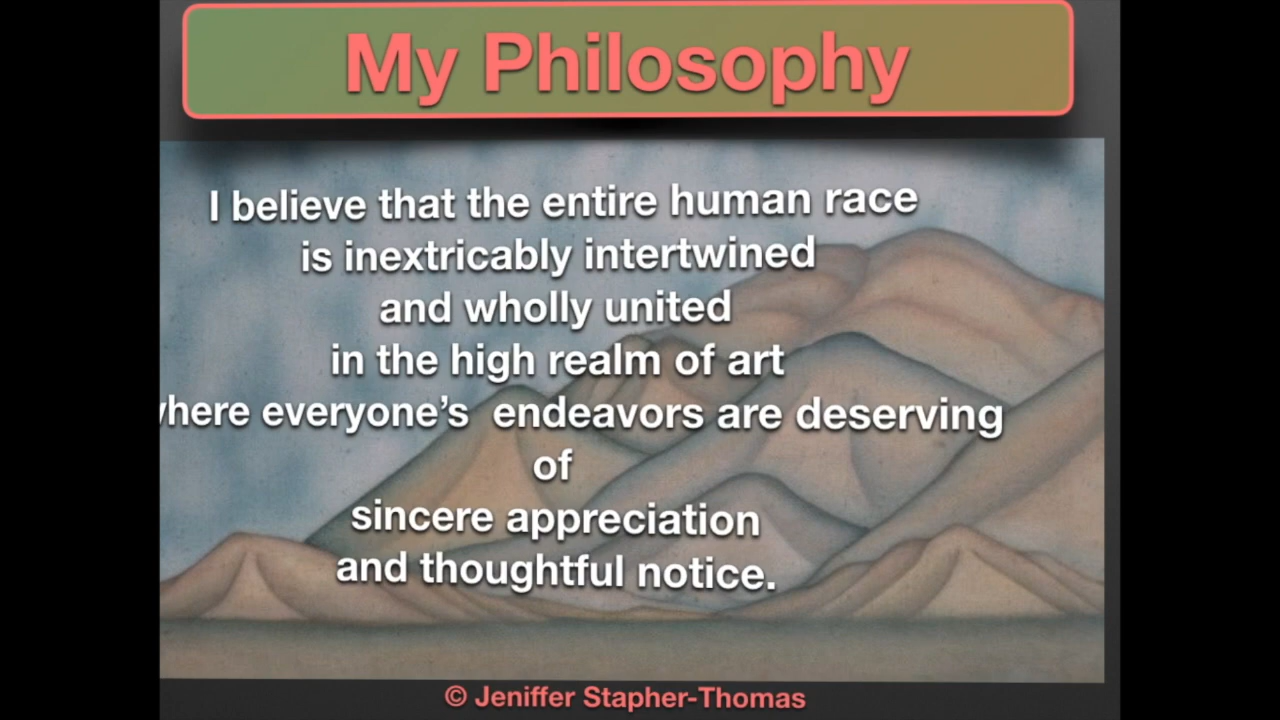 My Philosophy
I believe that the entire human race
is inextricably intertwined
and wholly united
in the high realm of art
where everyone’s endeavors are deserving
of
sincere appreciation
and thoughtful notice.
© Jeniffer Stapher-Thomas